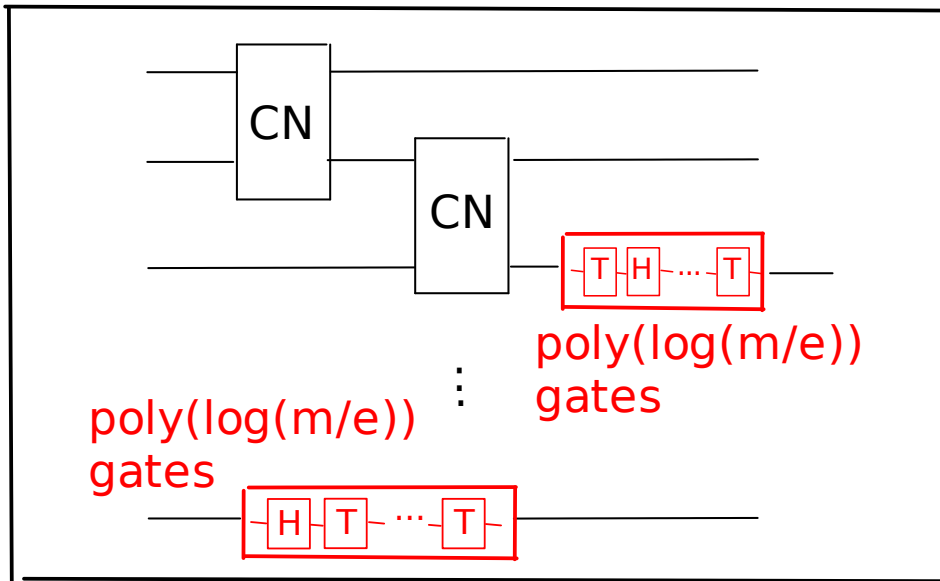 CN
CN
T H ... T
poly(log(m/e))
gates
⋮
poly(log(m/e))
gates
H T ... T